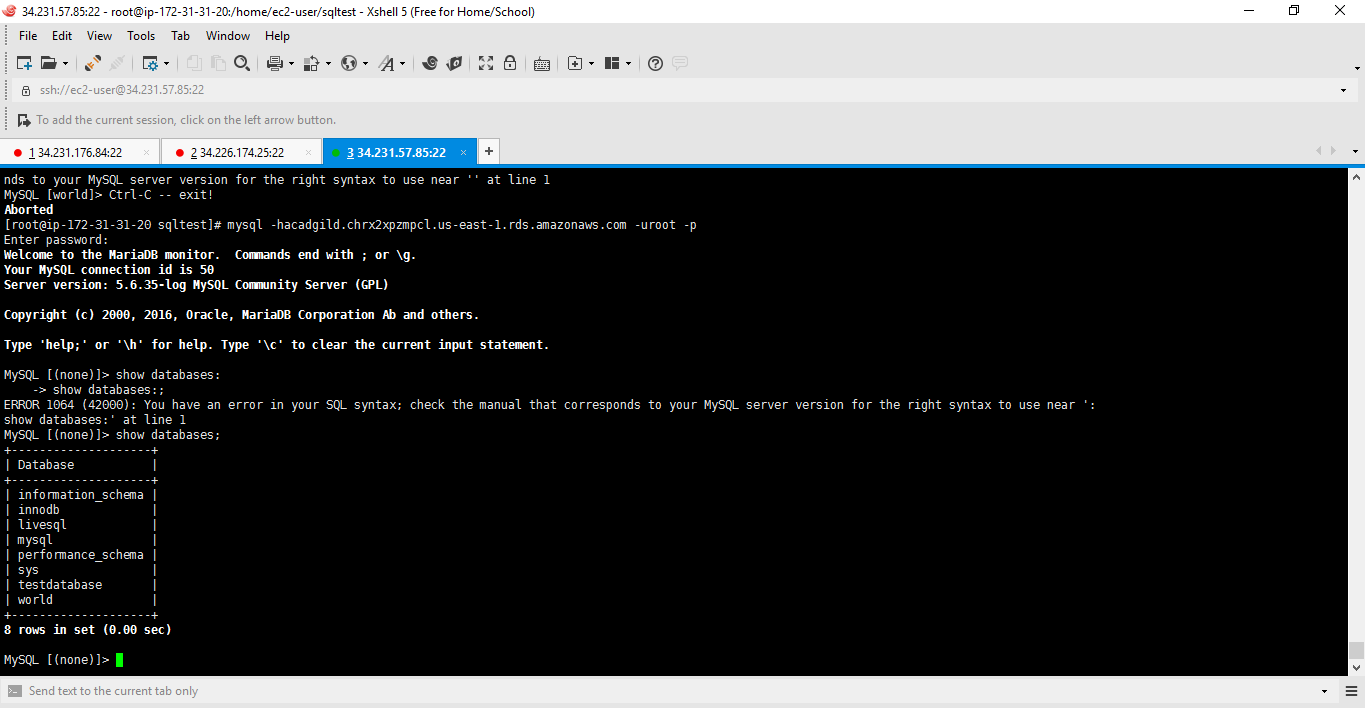 34.231.57.85:22 - root@ip-172-31-31-20:/home/ec2-user/sqltest - Xshell 5 (Free for Home/School)
File Edit View Tools Tab Window Help
ssh://ec2-user@34.231.57.85:22
To add the current session, click on the left arrow button.
1 34.231.176.84:22 × 2 34.226.174.25:22 × 3 34.231.57.85:22 × +
nds to your MySQL server version for the right syntax to use near '' at line 1
MySQL [world]> Ctrl-C -- exit!
Aborted
[root@ip-172-31-31-20 sqltest]# mysql -hacadgild.chrx2xpzmpcl.us-east-1.rds.amazonaws.com -uroot -p
Enter password:
Welcome to the MariaDB monitor.  Commands end with ; or \g.
Your MySQL connection id is 50
Server version: 5.6.35-log MySQL Community Server (GPL)
Copyright (c) 2000, 2016, Oracle, MariaDB Corporation Ab and others.
Type 'help;' or '\h' for help. Type '\c' to clear the current input statement.
MySQL [(none)]> show databases:
    -> show databases:;
ERROR 1064 (42000): You have an error in your SQL syntax; check the manual that corresponds to your MySQL server version for the right syntax to use near ':
show databases:' at line 1
MySQL [(none)]> show databases;
+--------------------+
| Database           |
+--------------------+
| information_schema |
| innodb             |
| livesql            |
| mysql              |
| performance_schema |
| sys                |
| testdatabase       |
| world              |
+--------------------+
8 rows in set (0.00 sec)
MySQL [(none)]>
Send text to the current tab only